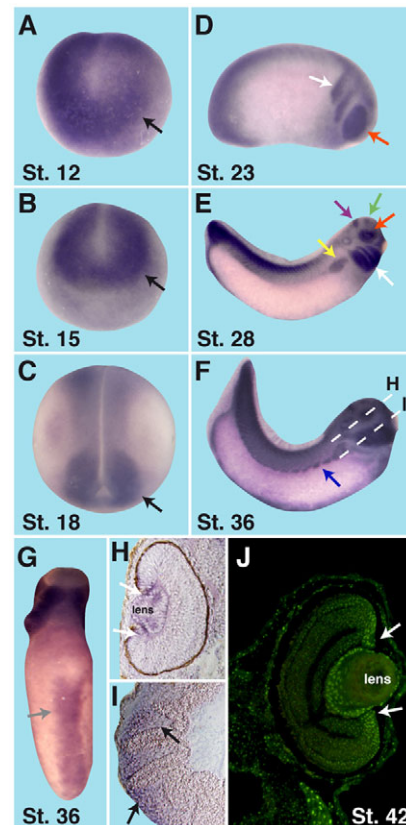 A
St. 12
D
St. 23
B
St. 15
E
St. 28
C
St. 18
F
H
St. 36
G
St. 36
H
lens
I
J
lens
St. 42